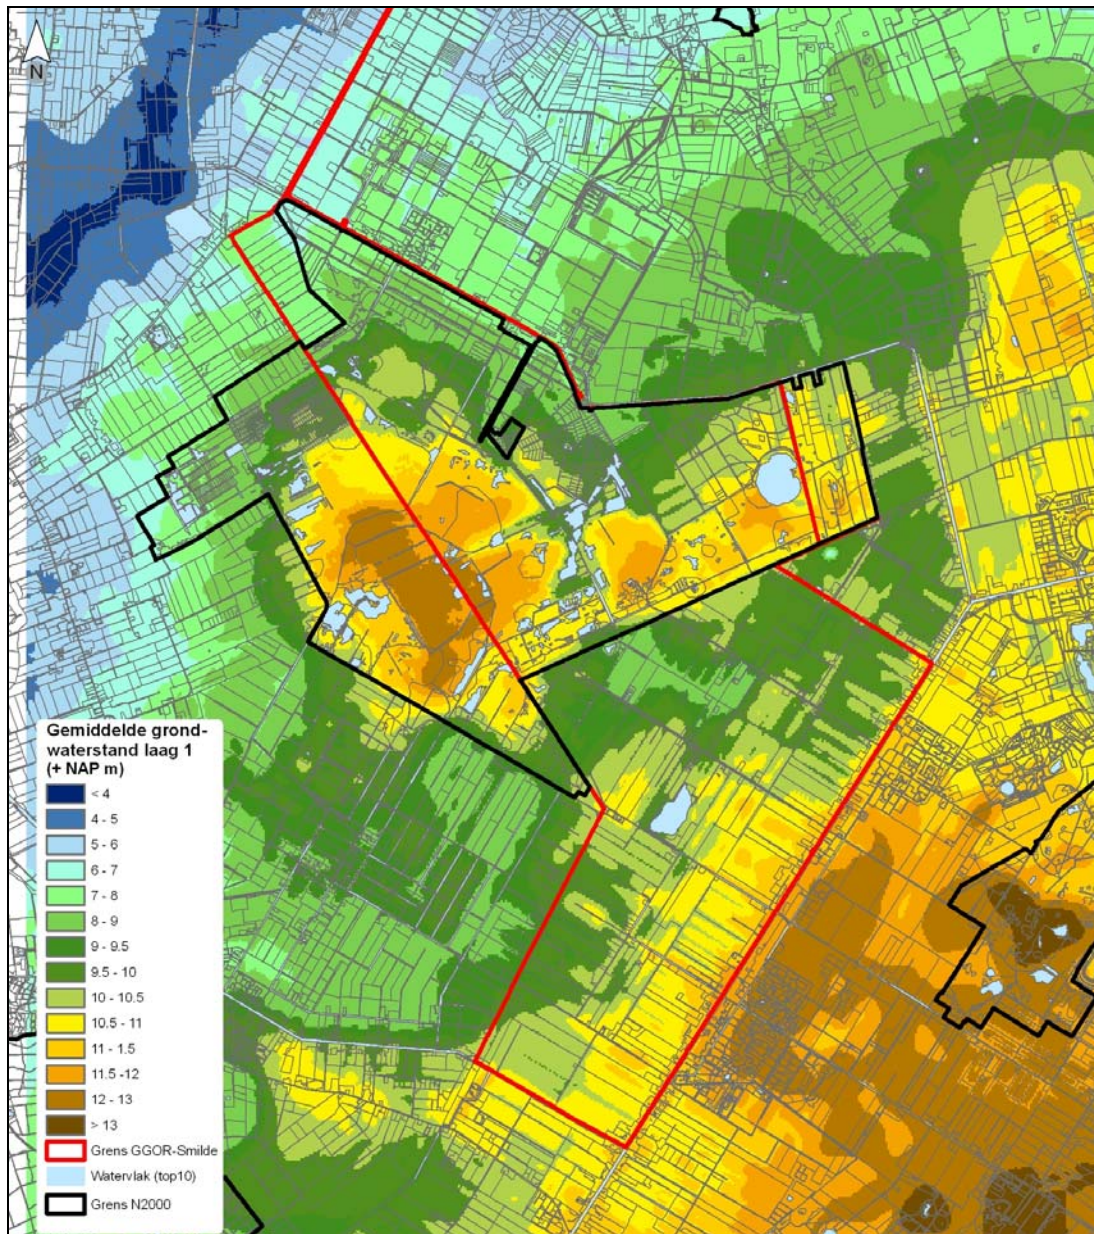 N
Gemiddelde grond-
waterstand laag 1
(+ NAP m)
< 4
4 - 5
5 - 6
6 - 7
7 - 8
8 - 9
9 - 9.5
9.5 - 10
10 - 10.5
10.5 - 11
11 - 1.5
11.5 -12
12 - 13
> 13
Grens GGOR-Smilde
Watervlak (top10)
Grens N2000